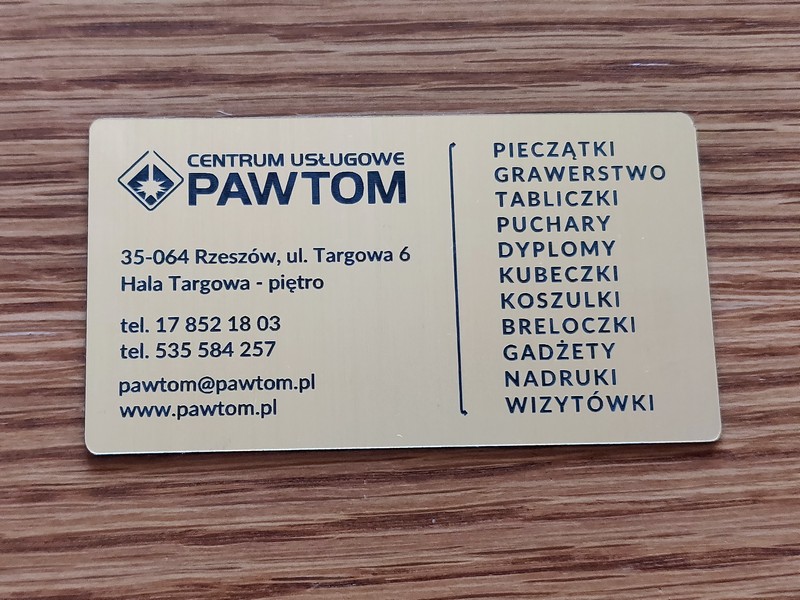 CENTRUM USŁUGOWE
PAWTOM
35-064 Rzeszów, ul. Targowa 6
Hala Targowa - piętro
tel. 17 852 18 03
tel. 535 584 257
pawtom@pawtom.pl
www.pawtom.pl
PIECZĄTKI
GRAWERSTWO
TABLICZKI
PUCHARY
DYPLOMY
KUBECZKI
KOSZULKI
BRELOCZKI
GADŻETY
NADRUKI
WIZYTÓWKI